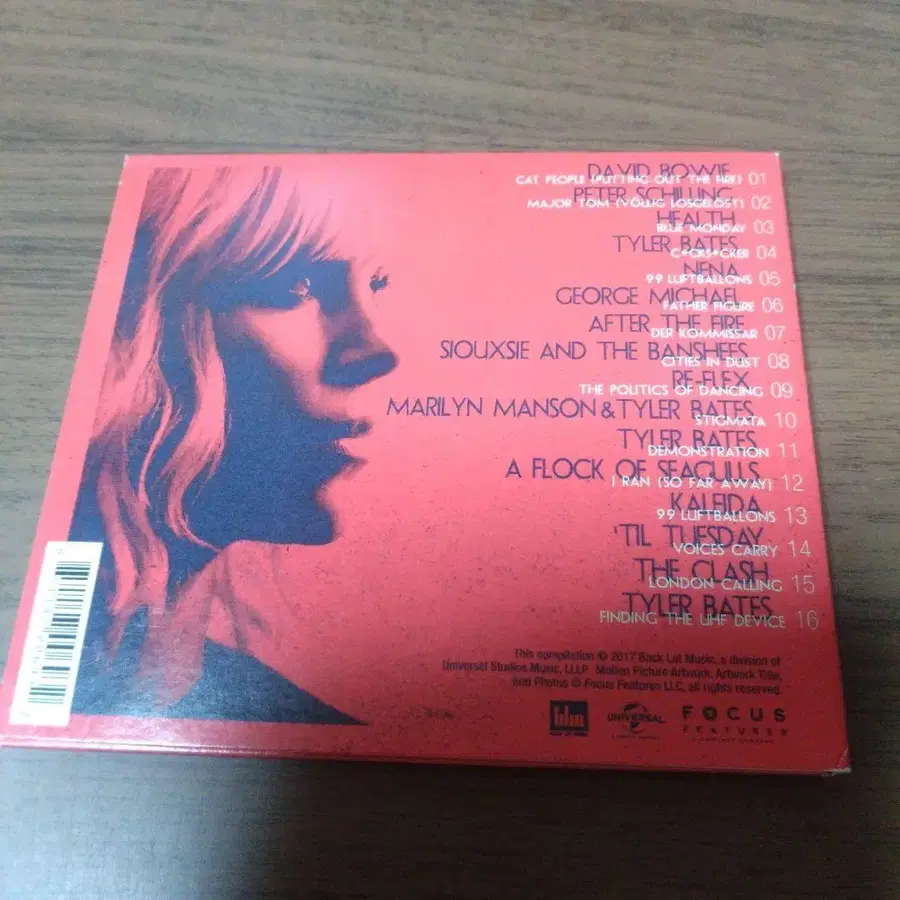 DAVID BOWIE
CAT PEOPLE (PUTTING OUT THE FIRE) 01
PETER SCHILLING
MAJOR TOM (VÖLLIG LOSGELÖST) 02
HEALTH
BLUE MONDAY 03
TYLER BATES
C*CKS*CKER 04
NENA
99 LUFTBALLONS 05
GEORGE MICHAEL
FATHER FIGURE 06
AFTER THE FIRE
DER KOMMISSAR 07
SIOUXSIE AND THE BANSHEES
CITIES IN DUST 08
RE-FLEX
THE POLITICS OF DANCING 09
MARILYN MANSON & TYLER BATES
STIGMATA 10
TYLER BATES
DEMONSTRATION 11
A FLOCK OF SEAGULLS
I RAN (SO FAR AWAY) 12
KALEIDA
99 LUFTBALLONS 13
'TIL TUESDAY
VOICES CARRY 14
THE CLASH
LONDON CALLING 15
TYLER BATES
FINDING THE UHF DEVICE 16
This compilation © 2017 Back Lot Music, a division of
Universal Studios Music, LLLP Motion Picture Artwork, Artwork Title,
and Photos © Focus Features LLC, all rights reserved.
UNIVERSAL
FOCUS
FEATURES